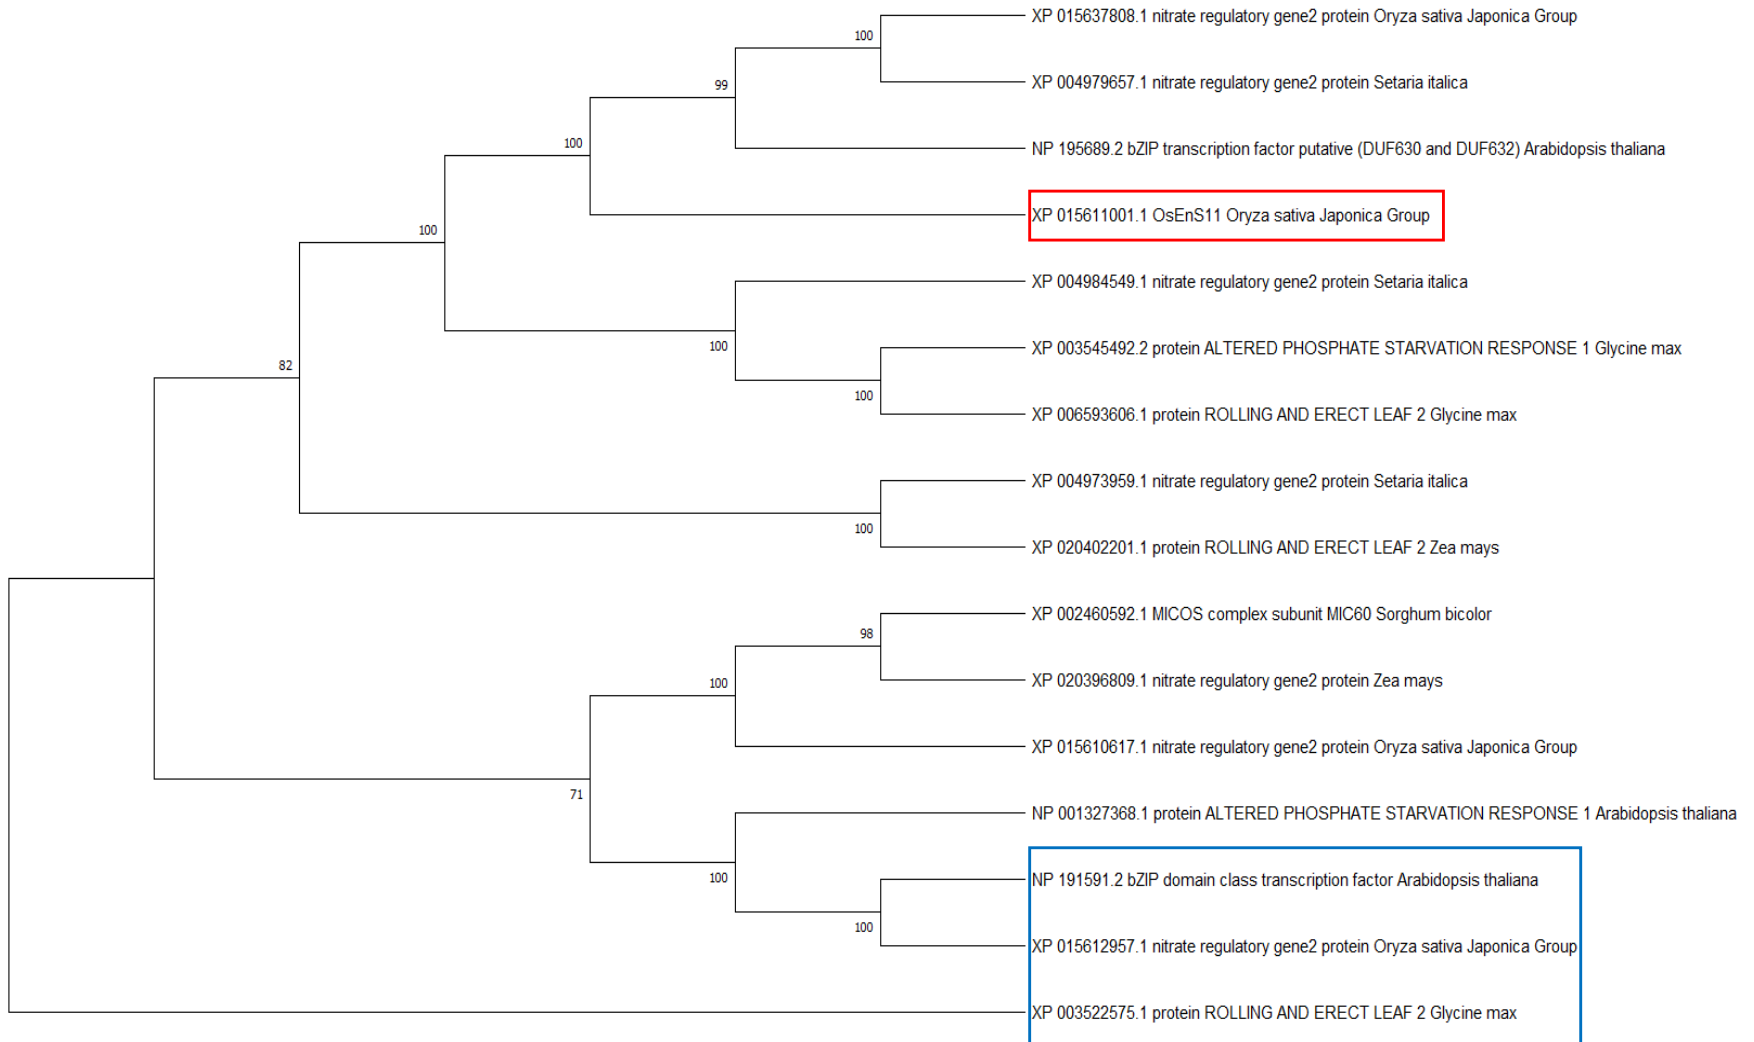 XP 015637808.1 nitrate regulatory gene2 protein Oryza sativa Japonica Group
100
XP 004979657.1 nitrate regulatory gene2 protein Setaria italica
99
100
NP 195689.2 bZIP transcription factor putative (DUF630 and DUF632) Arabidopsis thaliana
XP 015611001.1 OsEnS11 Oryza sativa Japonica Group
100
XP 004984549.1 nitrate regulatory gene2 protein Setaria italica
100
XP 003545492.2 protein ALTERED PHOSPHATE STARVATION RESPONSE 1 Glycine max
82
100
XP 006593606.1 protein ROLLING AND ERECT LEAF 2 Glycine max
XP 004973959.1 nitrate regulatory gene2 protein Setaria italica
100
XP 020402201.1 protein ROLLING AND ERECT LEAF 2 Zea mays
XP 002460592.1 MICOS complex subunit MIC60 Sorghum bicolor
98
XP 020396809.1 nitrate regulatory gene2 protein Zea mays
100
XP 015610617.1 nitrate regulatory gene2 protein Oryza sativa Japonica Group
71
NP 001327368.1 protein ALTERED PHOSPHATE STARVATION RESPONSE 1 Arabidopsis thaliana
100
NP 191591.2 bZIP domain class transcription factor Arabidopsis thaliana
100
XP 015612957.1 nitrate regulatory gene2 protein Oryza sativa Japonica Group
XP 003522575.1 protein ROLLING AND ERECT LEAF 2 Glycine max